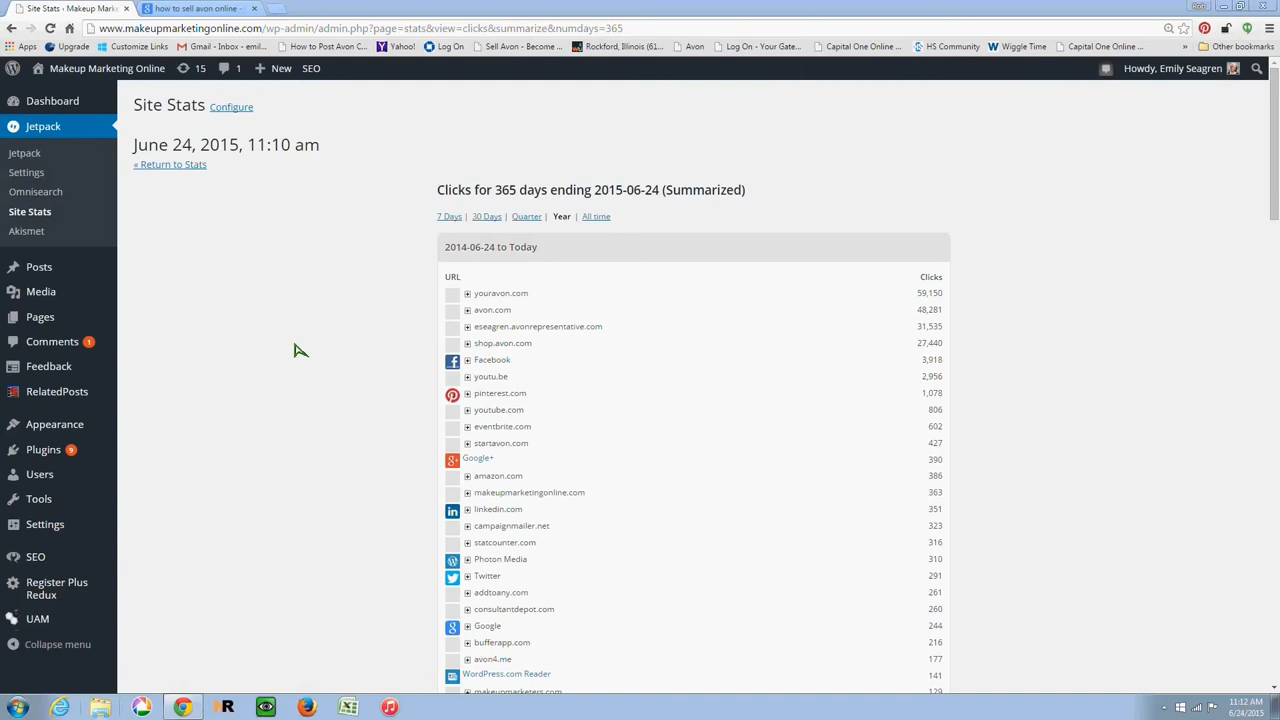 Site Stats ‹ Makeup Mark
how to sell avon online -
Rob
www.makeupmarketingonline.com/wp-admin/admin.php?page=stats&view=clicks&summarize&numdays=365
Apps
Upgrade
Customize Links
Gmail - Inbox - emil...
How to Post Avon C...
Yahoo!
Log On
Sell Avon - Become ...
Rockford, Illinois (61...
Avon
Log On - Your Gate...
Capital One Online ...
HS Community
Wiggle Time
Capital One Online ...
»
Other bookmarks
Makeup Marketing Online
15
1
New
SEO
Howdy, Emily Seagren
Dashboard
Jetpack
Jetpack
Settings
Omnisearch
Site Stats
Akismet
Posts
Media
Pages
Comments 1
Feedback
RelatedPosts
Appearance
Plugins 9
Users
Tools
Settings
SEO
Register Plus
Redux
UAM
Collapse menu
Site Stats Configure
June 24, 2015, 11:10 am
« Return to Stats
Clicks for 365 days ending 2015-06-24 (Summarized)
7 Days | 30 Days | Quarter | Year | All time
2014-06-24 to Today
URL Clicks
youravon.com 59,150
avon.com 48,281
eseagren.avonrepresentative.com 31,535
shop.avon.com 27,440
Facebook 3,918
youtu.be 2,956
pinterest.com 1,078
youtube.com 806
eventbrite.com 602
startavon.com 427
Google+ 390
amazon.com 386
makeupmarketingonline.com 363
linkedin.com 351
campaignmailer.net 323
statcounter.com 316
Photon Media 310
Twitter 291
addtoany.com 261
consultantdepot.com 260
Google 244
bufferapp.com 216
avon4.me 177
WordPress.com Reader 141
makeupmarketers.com 129
11:12 AM
6/24/2015